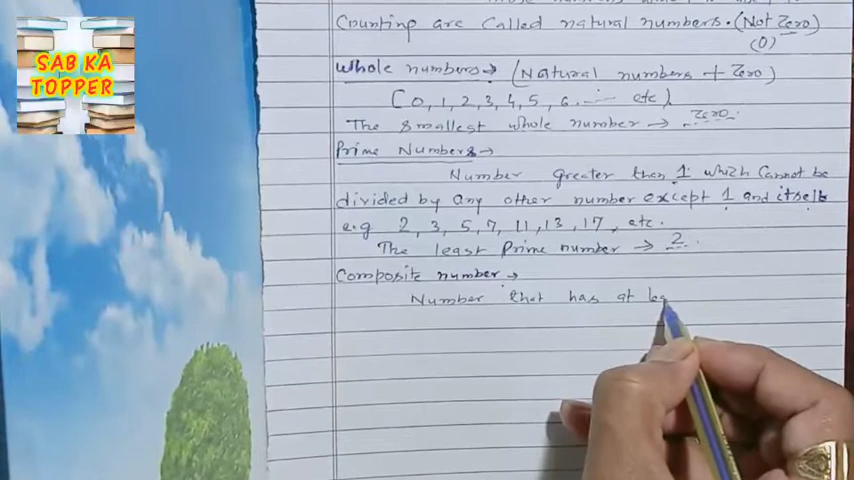 SAB KA
TOPPER
Counting are Called natural numbers. (Not Zero)
(0)
Whole numbers → (Natural numbers + Zero)
(0, 1, 2, 3, 4, 5, 6 ...... etc).
The smallest whole number → Zero.
Prime Numbers →
Number greater then 1 which Cannot be
divided by any other number except 1 and itself
e.g 2, 3, 5, 7, 11, 13, 17, etc.
The least Prime number → 2.
Composite number →
Number that has at lea